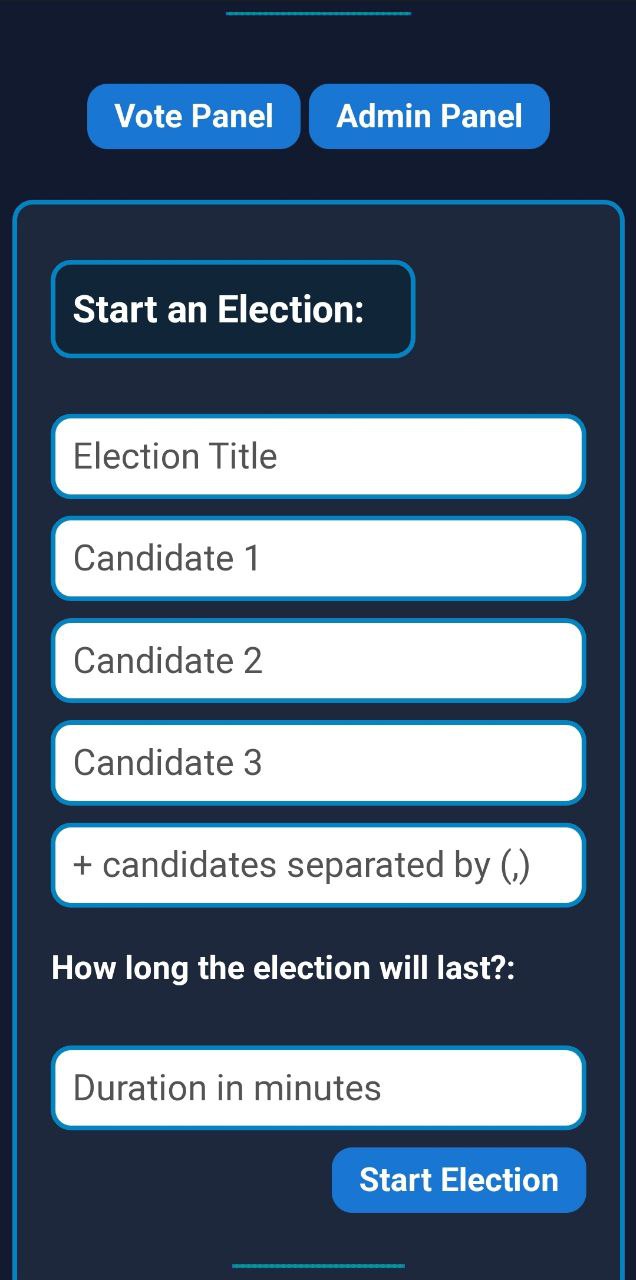 Vote Panel Admin Panel
Start an Election:
Election Title
Candidate 1
Candidate 2
Candidate 3
+ candidates separated by (,)
How long the election will last?:
Duration in minutes
Start Election